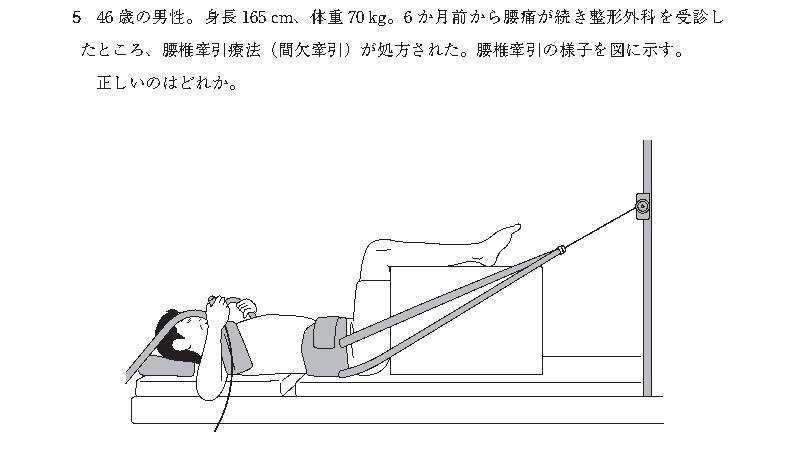 5 46 歳の男性。身長 165 cm、体重 70 kg。6 か月前から腰痛が続き整形外科を受診し
たところ、腰椎牽引療法（間欠牽引）が処方された。腰椎牽引の様子を図に示す。
正しいのはどれか。